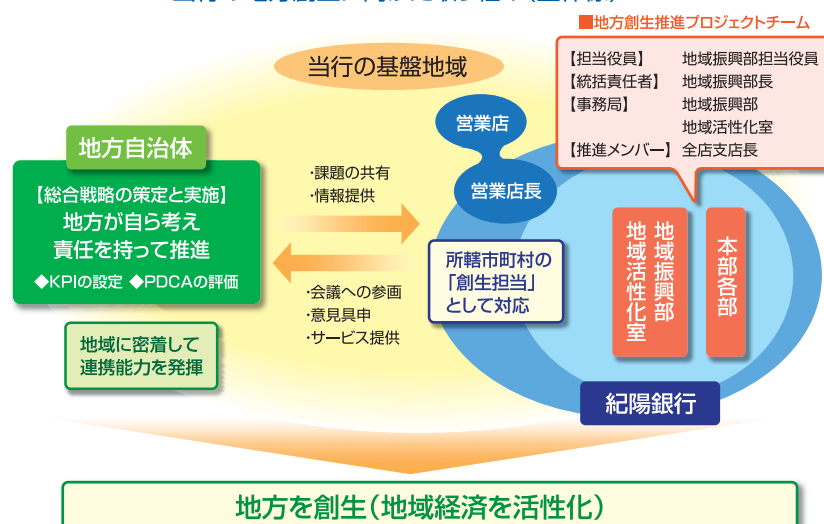 ■地方創生推進プロジェクトチーム
【担当役員】 地域振興部担当役員
【統括責任者】 地域振興部長
【事務局】 地域振興部
地域活性化室
【推進メンバー】 全店支店長
当行の基盤地域
営業店
営業店長
地方自治体
【総合戦略の策定と実施】
地方が自ら考え
責任を持って推進
◆KPIの設定 ◆PDCAの評価
・課題の共有
・情報提供
・会議への参画
・意見具申
・サービス提供
所轄市町村の
「創生担当」
として対応
地域振興部
地域活性化室
本部各部
地域に密着して
連携能力を発揮
紀陽銀行
地方を創生（地域経済を活性化）